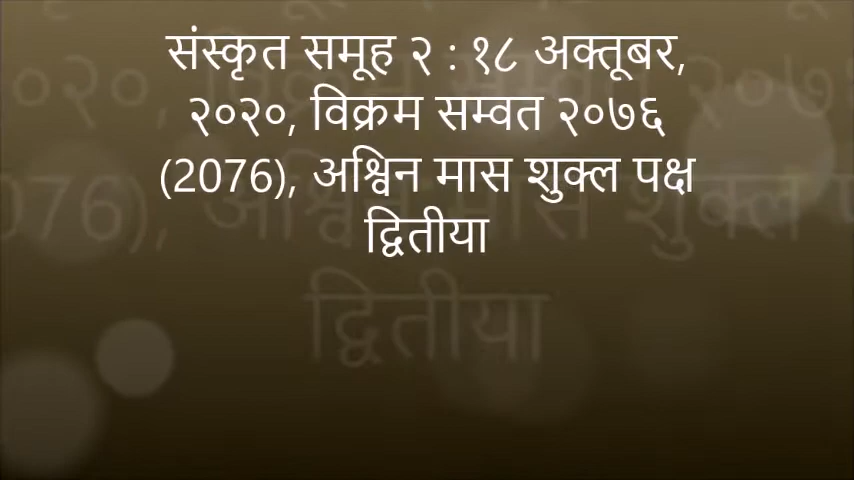 संस्कृत समूह २ : १८ अक्तूबर,
२०२०, विक्रम सम्वत २०७६
(2076), अश्विन मास शुक्ल पक्ष
द्वितीया